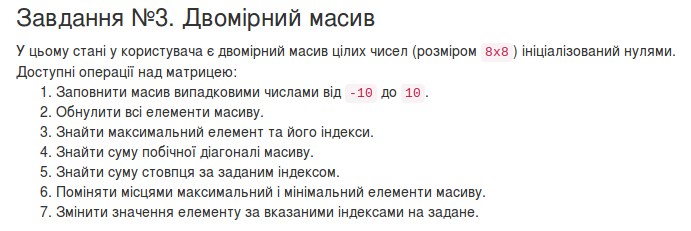 Завдання №3. Двомірний масив
У цьому стані у користувача є двомірний масив цілих чисел (розміром 8x8 ) ініціалізований нулями.
Доступні операції над матрицею:
1. Заповнити масив випадковими числами від -10 до 10 .
2. Обнулити всі елементи масиву.
3. Знайти максимальний елемент та його індекси.
4. Знайти суму побічної діагоналі масиву.
5. Знайти суму стовпця за заданим індексом.
6. Поміняти місцями максимальний і мінімальний елементи масиву.
7. Змінити значення елементу за вказаними індексами на задане.